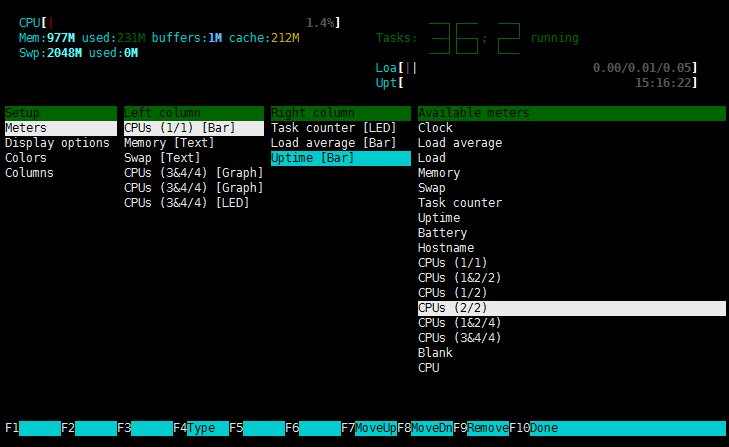 CPU[| 1.4%]
Mem:977M used:231M buffers:1M cache:212M
Swp:2048M used:0M
Tasks: 35; 2 running
Loa[|| 0.00/0.01/0.05]
Upt[ 15:16:22]
Setup
Meters
Display options
Colors
Columns
Left column
CPUs (1/1) [Bar]
Memory [Text]
Swap [Text]
CPUs (3&4/4) [Graph]
CPUs (3&4/4) [Graph]
CPUs (3&4/4) [LED]
Right column
Task counter [LED]
Load average [Bar]
Uptime [Bar]
Available meters
Clock
Load average
Load
Memory
Swap
Task counter
Uptime
Battery
Hostname
CPUs (1/1)
CPUs (1&2/2)
CPUs (1/2)
CPUs (2/2)
CPUs (1&2/4)
CPUs (3&4/4)
Blank
CPU
F1 F2 F3 F4Type F5 F6 F7MoveUpF8MoveDnF9RemoveF10Done